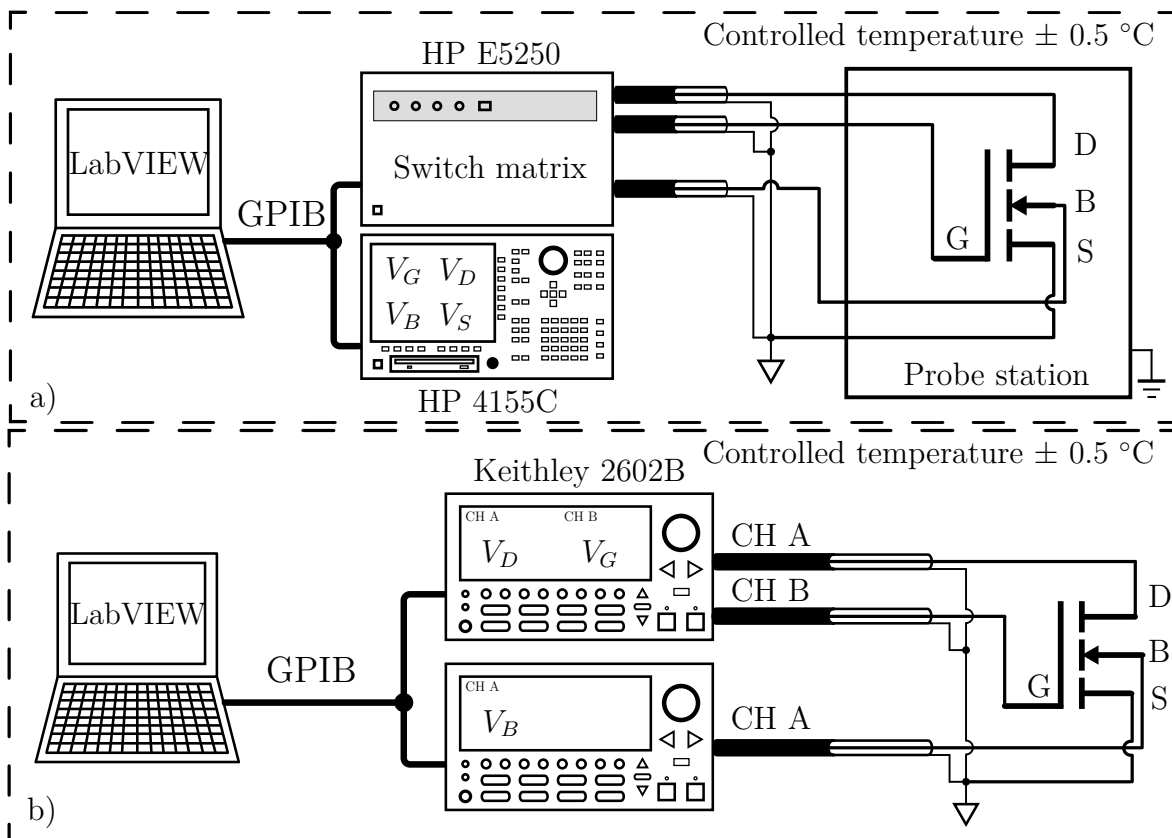 Controlled temperature ± 0.5 °C
HP E5250
LabVIEW
Switch matrix
GPIB
D
B
G
S
V_G V_D
V_B V_S
Probe station
a)
HP 4155C
Controlled temperature ± 0.5 °C
Keithley 2602B
CH A CH B
V_D V_G
CH A
CH B
LabVIEW
D
B
GPIB
G
S
CH A
V_B
CH A
b)